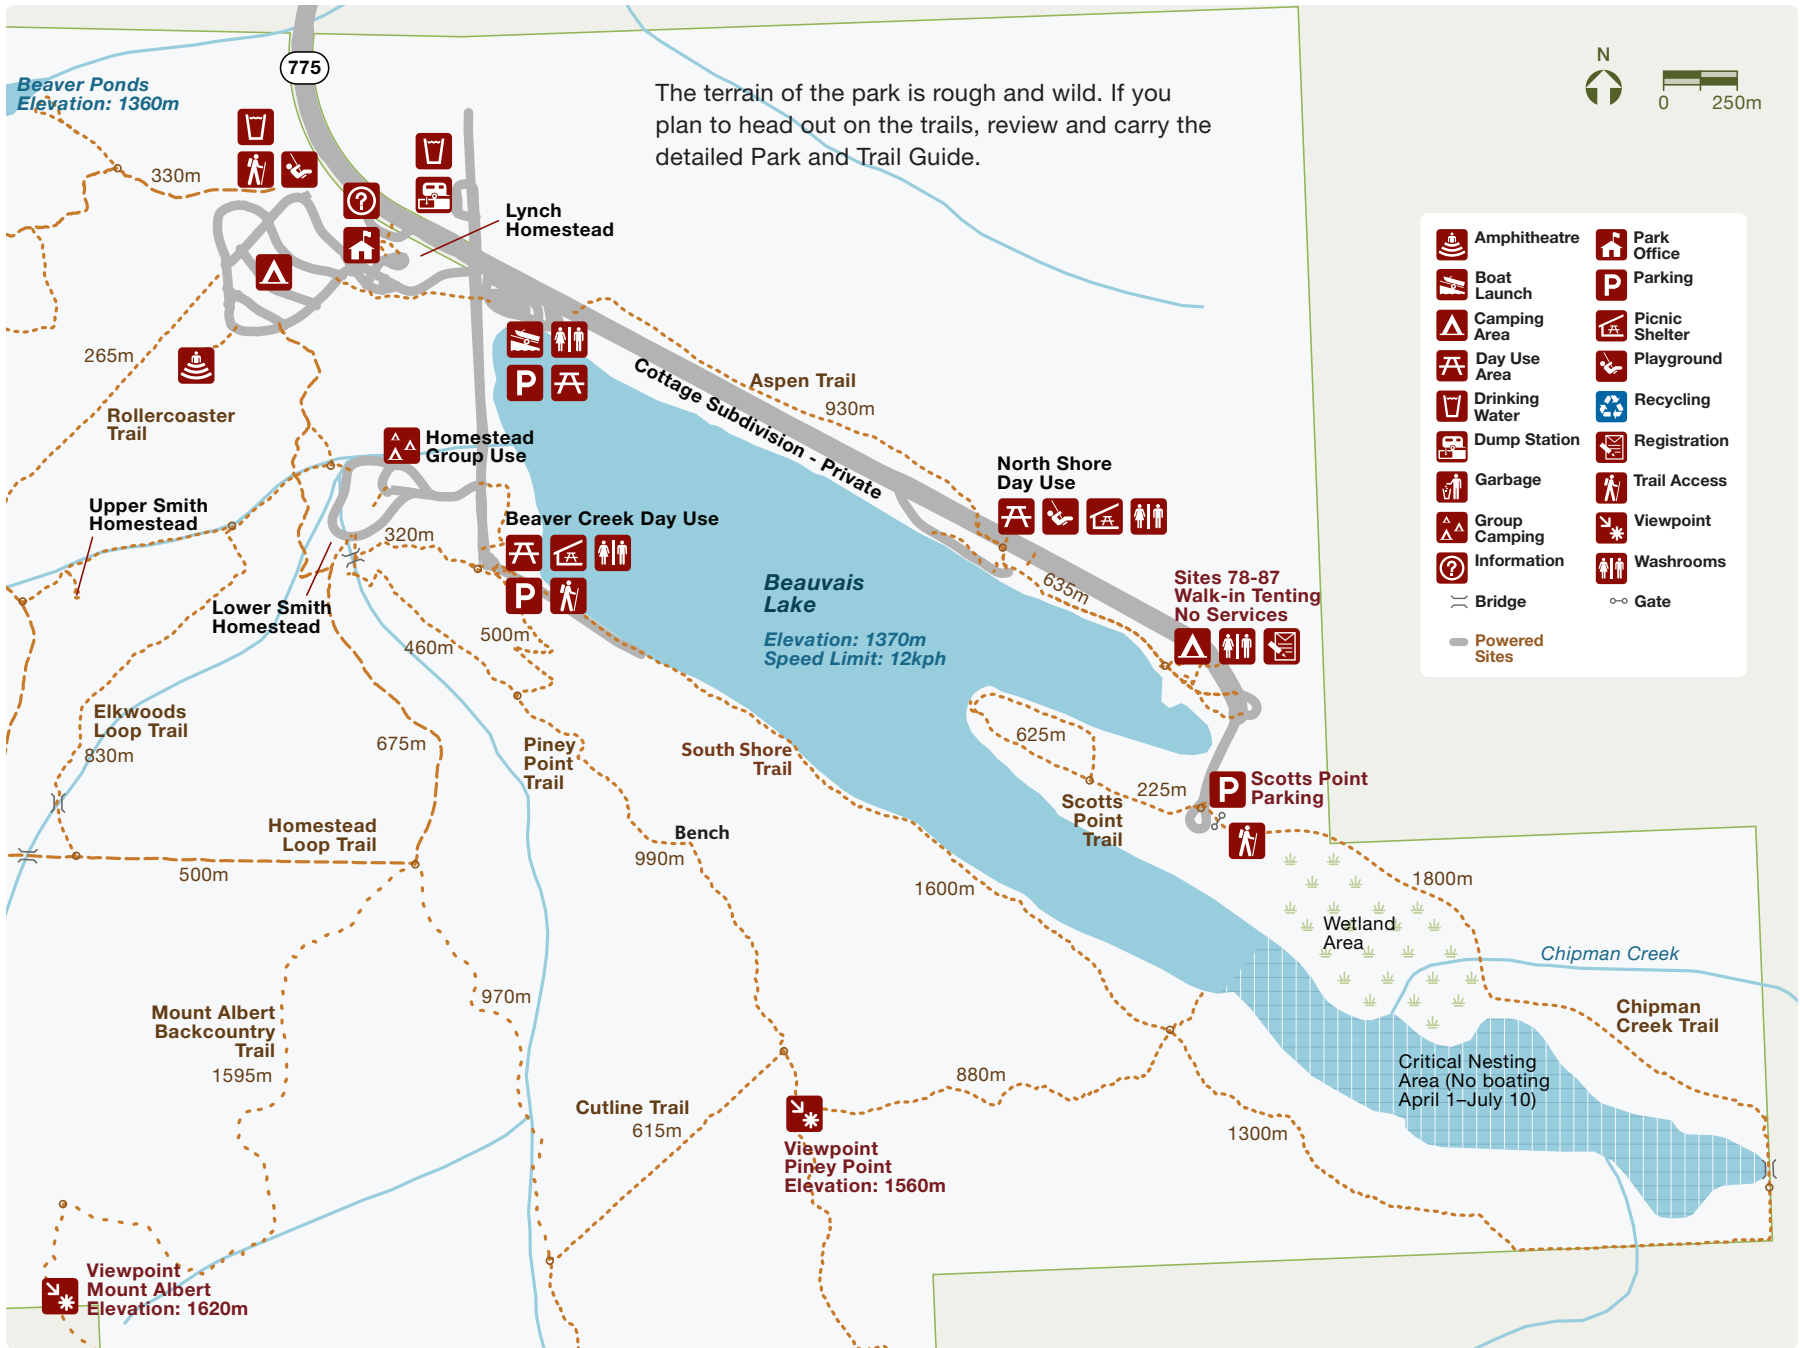 775
Beaver Ponds
Elevation: 1360m
330m
The terrain of the park is rough and wild. If you
plan to head out on the trails, review and carry the
detailed Park and Trail Guide.
N
0 250m
?
Lynch
Homestead
265m
Rollercoaster
Trail
P
Cottage Subdivision - Private
Aspen Trail
930m
Homestead
Group Use
North Shore
Day Use
Upper Smith
Homestead
320m
Beaver Creek Day Use
P
Lower Smith
Homestead
460m
500m
Beauvais
Lake
Elevation: 1370m
Speed Limit: 12kph
635m
Sites 78-87
Walk-in Tenting
No Services
Elkwoods
Loop Trail
830m
675m
Piney
Point
Trail
South Shore
Trail
625m
225m
Scotts
Point
Trail
P
Scotts Point
Parking
Homestead
Loop Trail
500m
Bench
990m
1600m
1800m
Wetland
Area
Chipman Creek
Chipman
Creek Trail
Mount Albert
Backcountry
Trail
1595m
970m
Critical Nesting
Area (No boating
April 1–July 10)
Cutline Trail
615m
880m
1300m
Viewpoint
Piney Point
Elevation: 1560m
Viewpoint
Mount Albert
Elevation: 1620m
Amphitheatre
Boat
Launch
Camping
Area
Day Use
Area
Drinking
Water
Dump Station
Garbage
Group
Camping
?
Information
Bridge
Powered
Sites
Park
Office
P
Parking
Picnic
Shelter
Playground
Recycling
Registration
Trail Access
Viewpoint
Washrooms
Gate